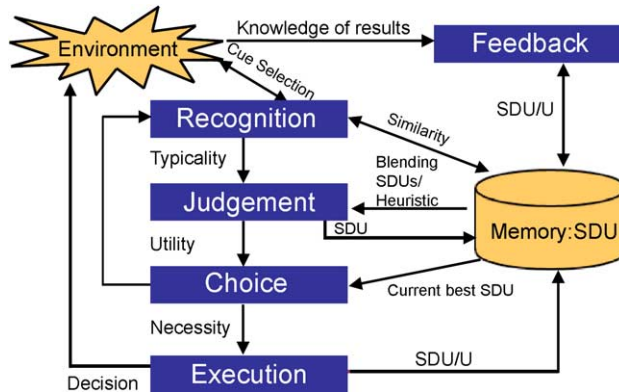 Environment
Knowledge of results
Feedback
Cue Selection
SDU/U
Recognition
Similarity
Typicality
Blending
SDUs/
Heuristic
Judgement
Memory:SDU
SDU
Utility
Choice
Current best SDU
Necessity
SDU/U
Decision
Execution